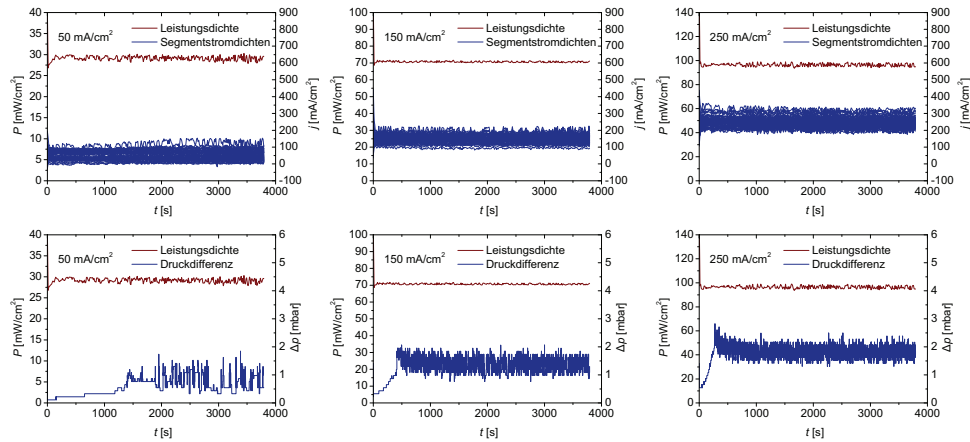 40
35
30
25
20
15
10
5
0
P [mW/cm²]
50 mA/cm²
Leistungsdichte
Segmentstromdichten
900
800
700
600
500
400
300
200
100
0
-100
j [mA/cm²]
0 1000 2000 3000 4000
t [s]
100
90
80
70
60
50
40
30
20
10
0
P [mW/cm²]
150 mA/cm²
Leistungsdichte
Segmentstromdichten
900
800
700
600
500
400
300
200
100
0
-100
j [mA/cm²]
0 1000 2000 3000 4000
t [s]
140
120
100
80
60
40
20
0
P [mW/cm²]
250 mA/cm²
Leistungsdichte
Segmentstromdichten
900
800
700
600
500
400
300
200
100
0
-100
j [mA/cm²]
0 1000 2000 3000 4000
t [s]
40
35
30
25
20
15
10
5
0
P [mW/cm²]
50 mA/cm²
Leistungsdichte
Druckdifferenz
6
5
4
3
2
1
0
Δp [mbar]
0 1000 2000 3000 4000
t [s]
100
90
80
70
60
50
40
30
20
10
0
P [mW/cm²]
150 mA/cm²
Leistungsdichte
Druckdifferenz
6
5
4
3
2
1
0
Δp [mbar]
0 1000 2000 3000 4000
t [s]
140
120
100
80
60
40
20
0
P [mW/cm²]
250 mA/cm²
Leistungsdichte
Druckdifferenz
6
5
4
3
2
1
0
Δp [mbar]
0 1000 2000 3000 4000
t [s]